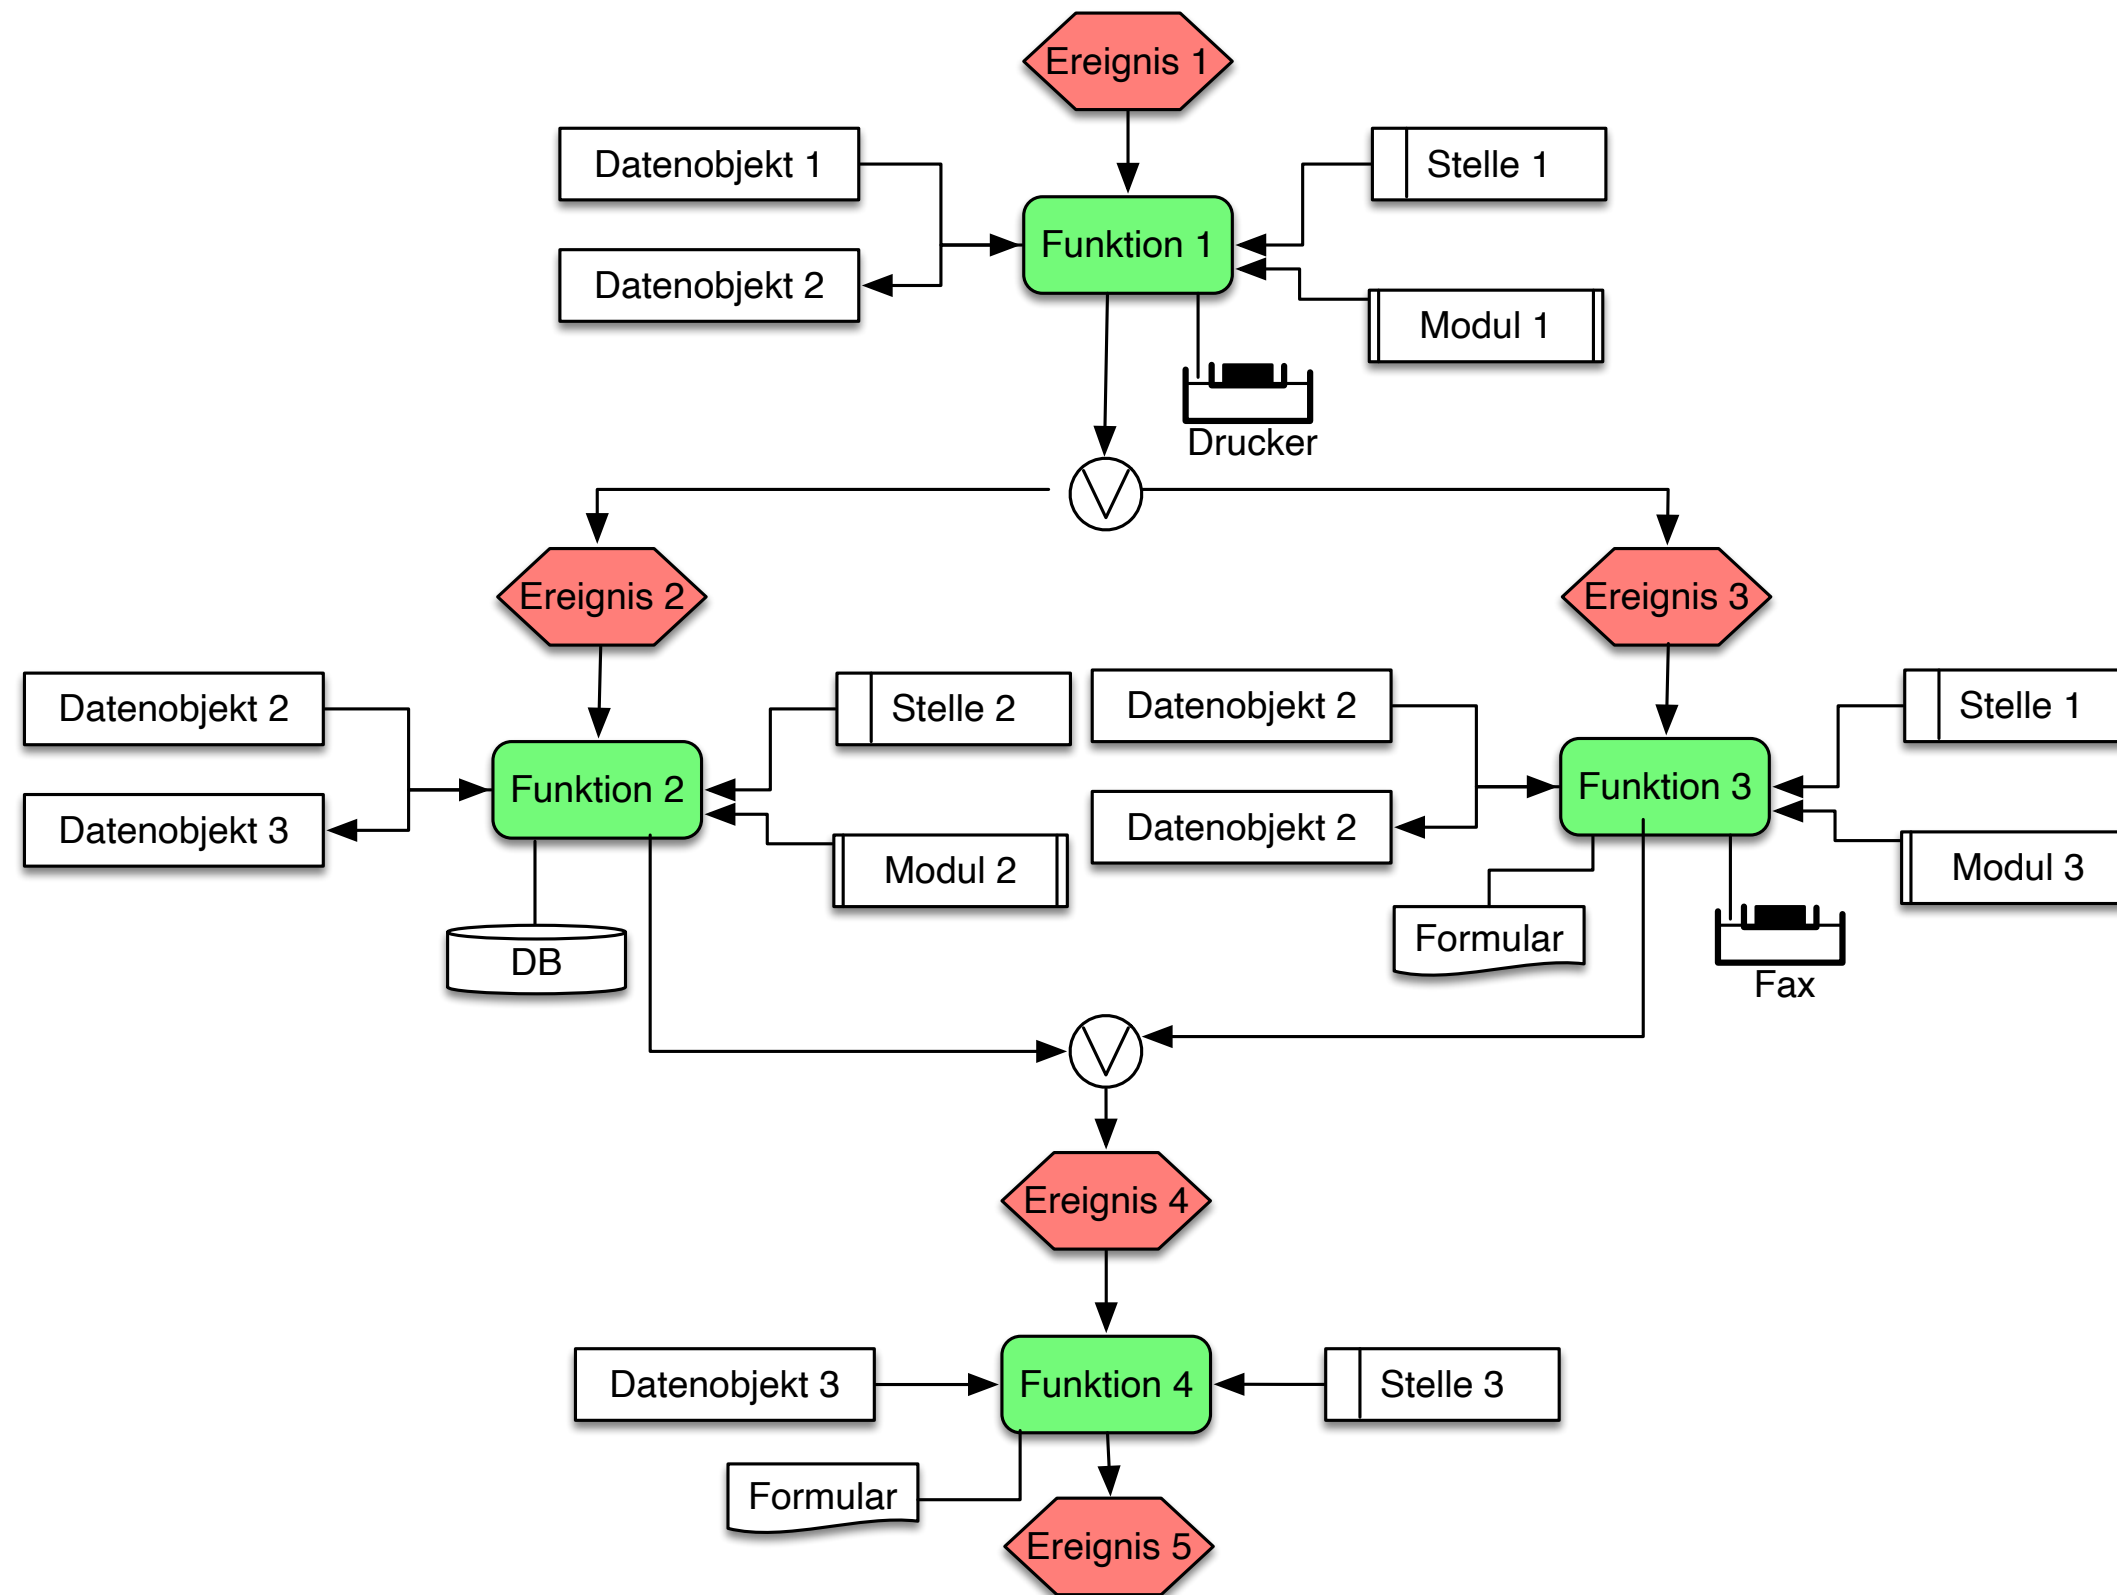 Ereignis 1
Datenobjekt 1
Stelle 1
Funktion 1
Datenobjekt 2
Modul 1
Drucker
Ereignis 2
Ereignis 3
Datenobjekt 2
Stelle 2
Datenobjekt 2
Stelle 1
Funktion 2
Funktion 3
Datenobjekt 3
Modul 2
Datenobjekt 2
Modul 3
DB
Formular
Fax
Ereignis 4
Datenobjekt 3
Funktion 4
Stelle 3
Formular
Ereignis 5